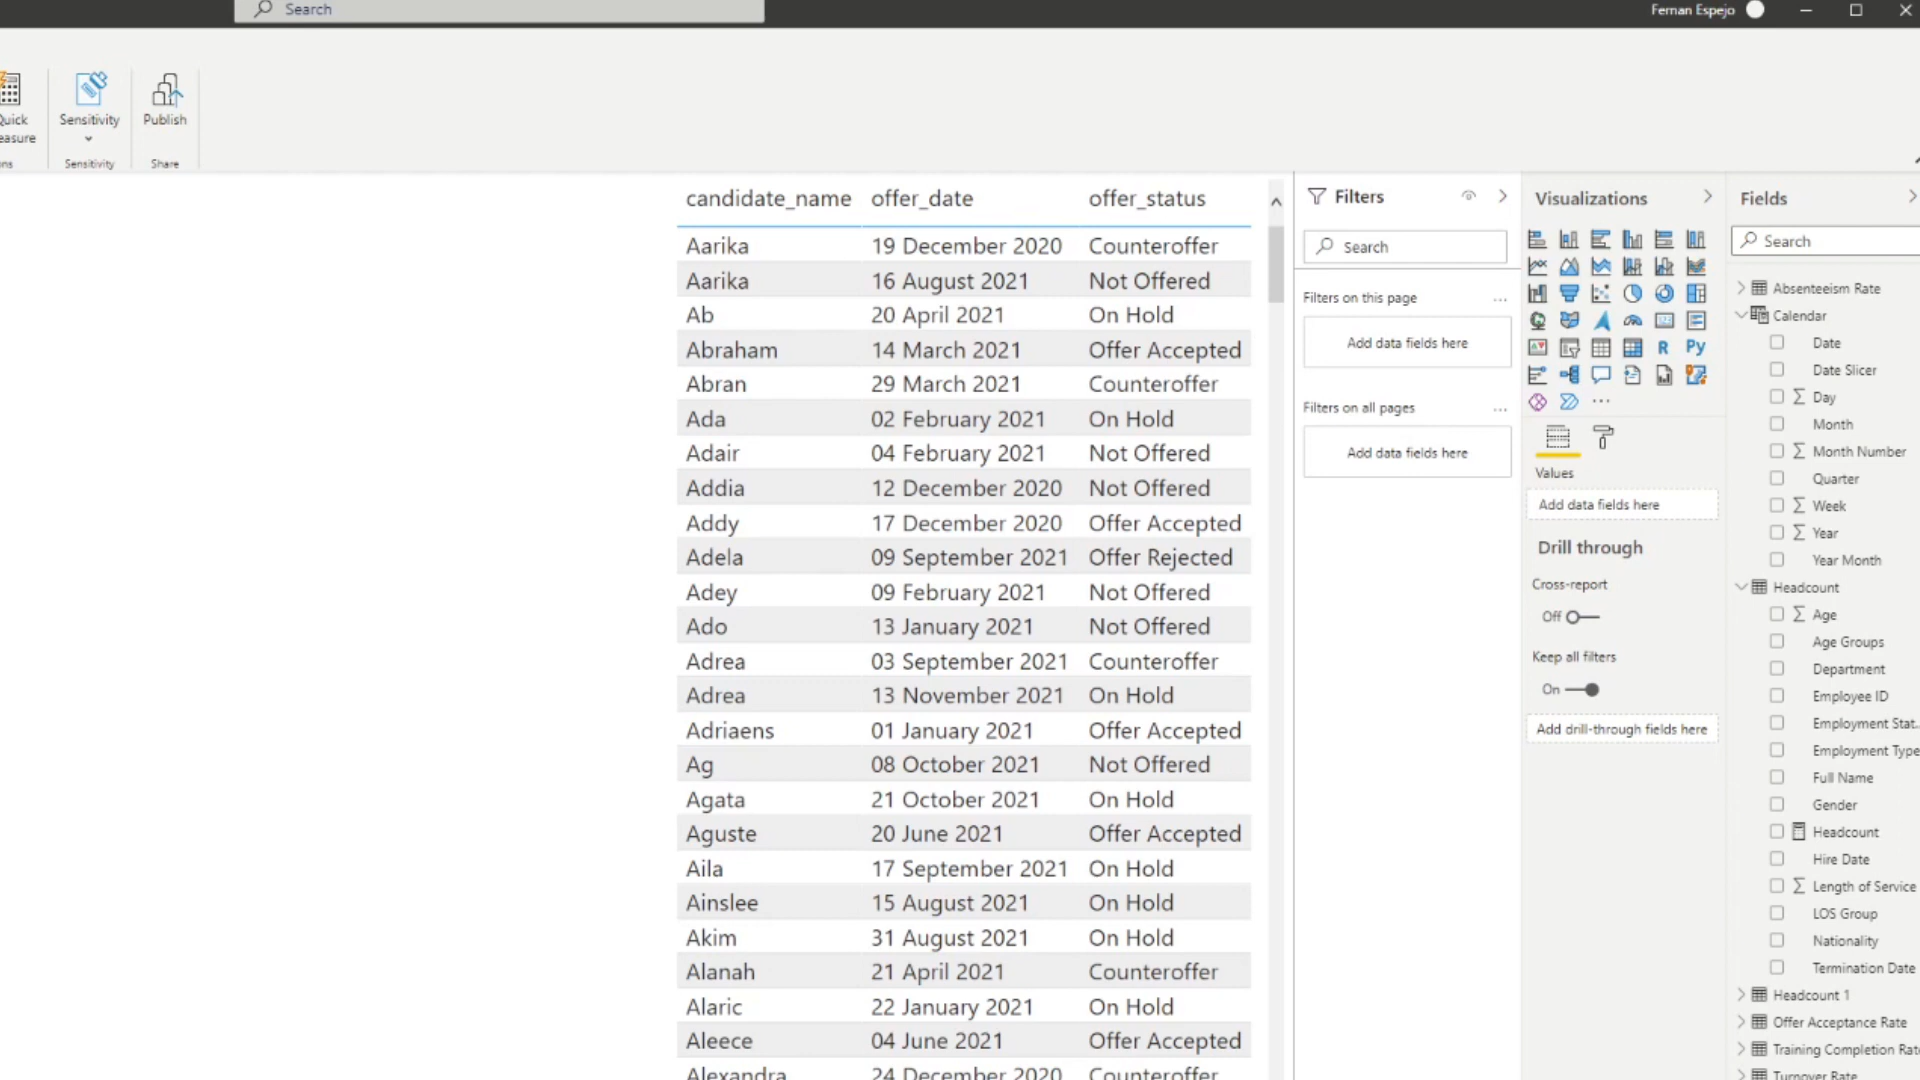 Search
Fernan Espejo
Quick
easure
Sensitivity
Publish
ns
Sensitivity
Share
candidate_name offer_date offer_status
Aarika 19 December 2020 Counteroffer
Aarika 16 August 2021 Not Offered
Ab 20 April 2021 On Hold
Abraham 14 March 2021 Offer Accepted
Abran 29 March 2021 Counteroffer
Ada 02 February 2021 On Hold
Adair 04 February 2021 Not Offered
Addia 12 December 2020 Not Offered
Addy 17 December 2020 Offer Accepted
Adela 09 September 2021 Offer Rejected
Adey 09 February 2021 Not Offered
Ado 13 January 2021 Not Offered
Adrea 03 September 2021 Counteroffer
Adrea 13 November 2021 On Hold
Adriaens 01 January 2021 Offer Accepted
Ag 08 October 2021 Not Offered
Agata 21 October 2021 On Hold
Aguste 20 June 2021 Offer Accepted
Aila 17 September 2021 On Hold
Ainslee 15 August 2021 On Hold
Akim 31 August 2021 On Hold
Alanah 21 April 2021 Counteroffer
Alaric 22 January 2021 On Hold
Aleece 04 June 2021 Offer Accepted
Alexandra 24 December 2020 Counteroffer
Filters
Search
Filters on this page ...
Add data fields here
Filters on all pages ...
Add data fields here
Visualizations
R Py
...
Values
Add data fields here
Drill through
Cross-report
Off
Keep all filters
On
Add drill-through fields here
Fields
Search
Absenteeism Rate
Calendar
Date
Date Slicer
Σ Day
Month
Σ Month Number
Quarter
Σ Week
Σ Year
Year Month
Headcount
Σ Age
Age Groups
Department
Employee ID
Employment Stat...
Employment Type
Full Name
Gender
Headcount
Hire Date
Σ Length of Service
LOS Group
Nationality
Termination Date
Headcount 1
Offer Acceptance Rate
Training Completion Rat
Turnover Rate